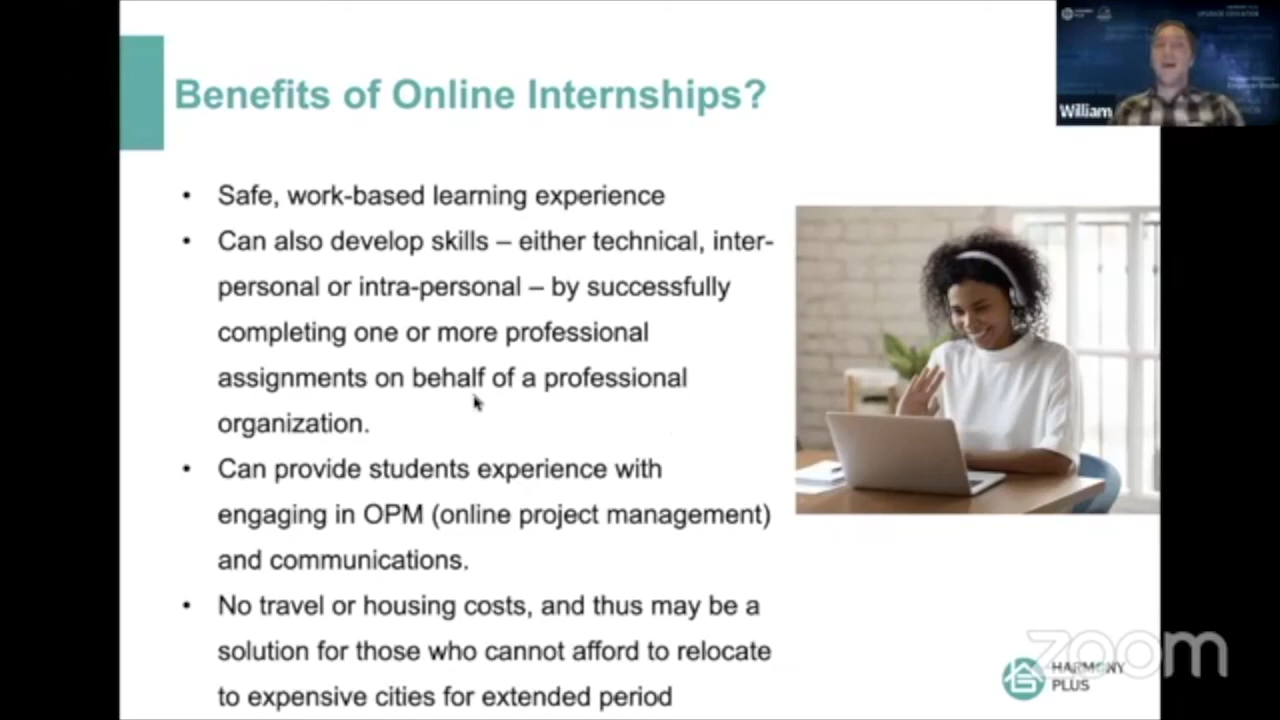 Benefits of Online Internships?
• Safe, work-based learning experience
• Can also develop skills – either technical, inter-
personal or intra-personal – by successfully
completing one or more professional
assignments on behalf of a professional
organization.
• Can provide students experience with
engaging in OPM (online project management)
and communications.
• No travel or housing costs, and thus may be a
solution for those who cannot afford to relocate
to expensive cities for extended period
William
HARMONY
PLUS
zoom